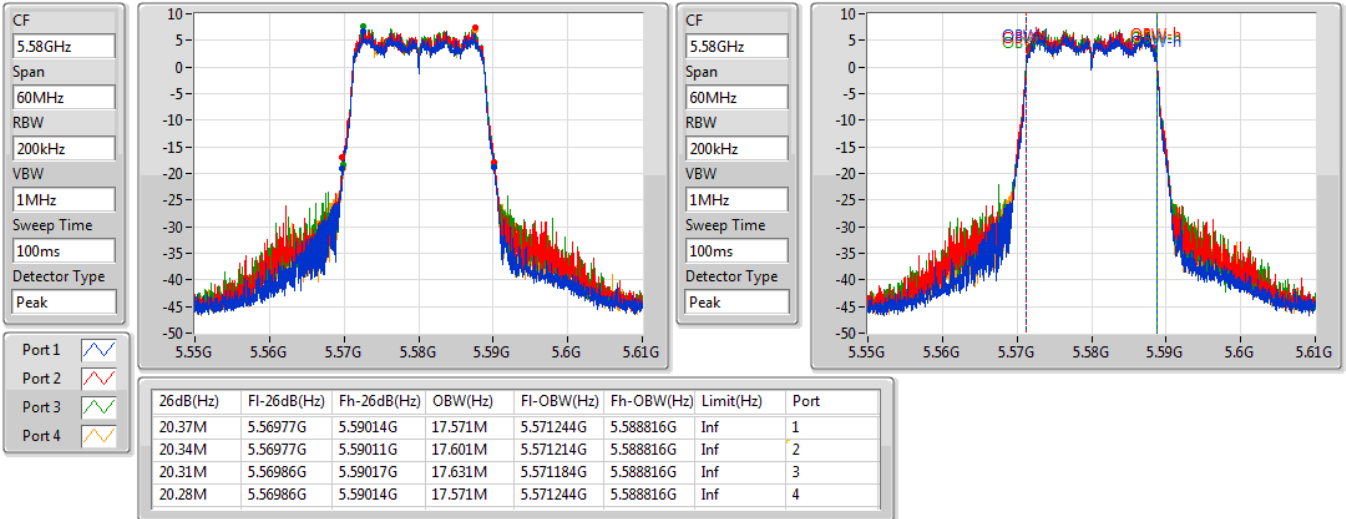 CF
5.58GHz
Span
60MHz
RBW
200kHz
VBW
1MHz
Sweep Time
100ms
Detector Type
Peak
10
5
0
-5
-10
-15
-20
-25
-30
-35
-40
-45
-50
5.55G 5.56G 5.57G 5.58G 5.59G 5.6G 5.61G
CF
5.58GHz
Span
60MHz
RBW
200kHz
VBW
1MHz
Sweep Time
100ms
Detector Type
Peak
10
5
0
-5
-10
-15
-20
-25
-30
-35
-40
-45
-50
OBW-h
5.55G 5.56G 5.57G 5.58G 5.59G 5.6G 5.61G
Port 1
Port 2
Port 3
Port 4
26dB(Hz) Fl-26dB(Hz) Fh-26dB(Hz) OBW(Hz) Fl-OBW(Hz) Fh-OBW(Hz) Limit(Hz) Port
20.37M 5.56977G 5.59014G 17.571M 5.571244G 5.588816G Inf 1
20.34M 5.56977G 5.59011G 17.601M 5.571214G 5.588816G Inf 2
20.31M 5.56986G 5.59017G 17.631M 5.571184G 5.588816G Inf 3
20.28M 5.56986G 5.59014G 17.571M 5.571244G 5.588816G Inf 4